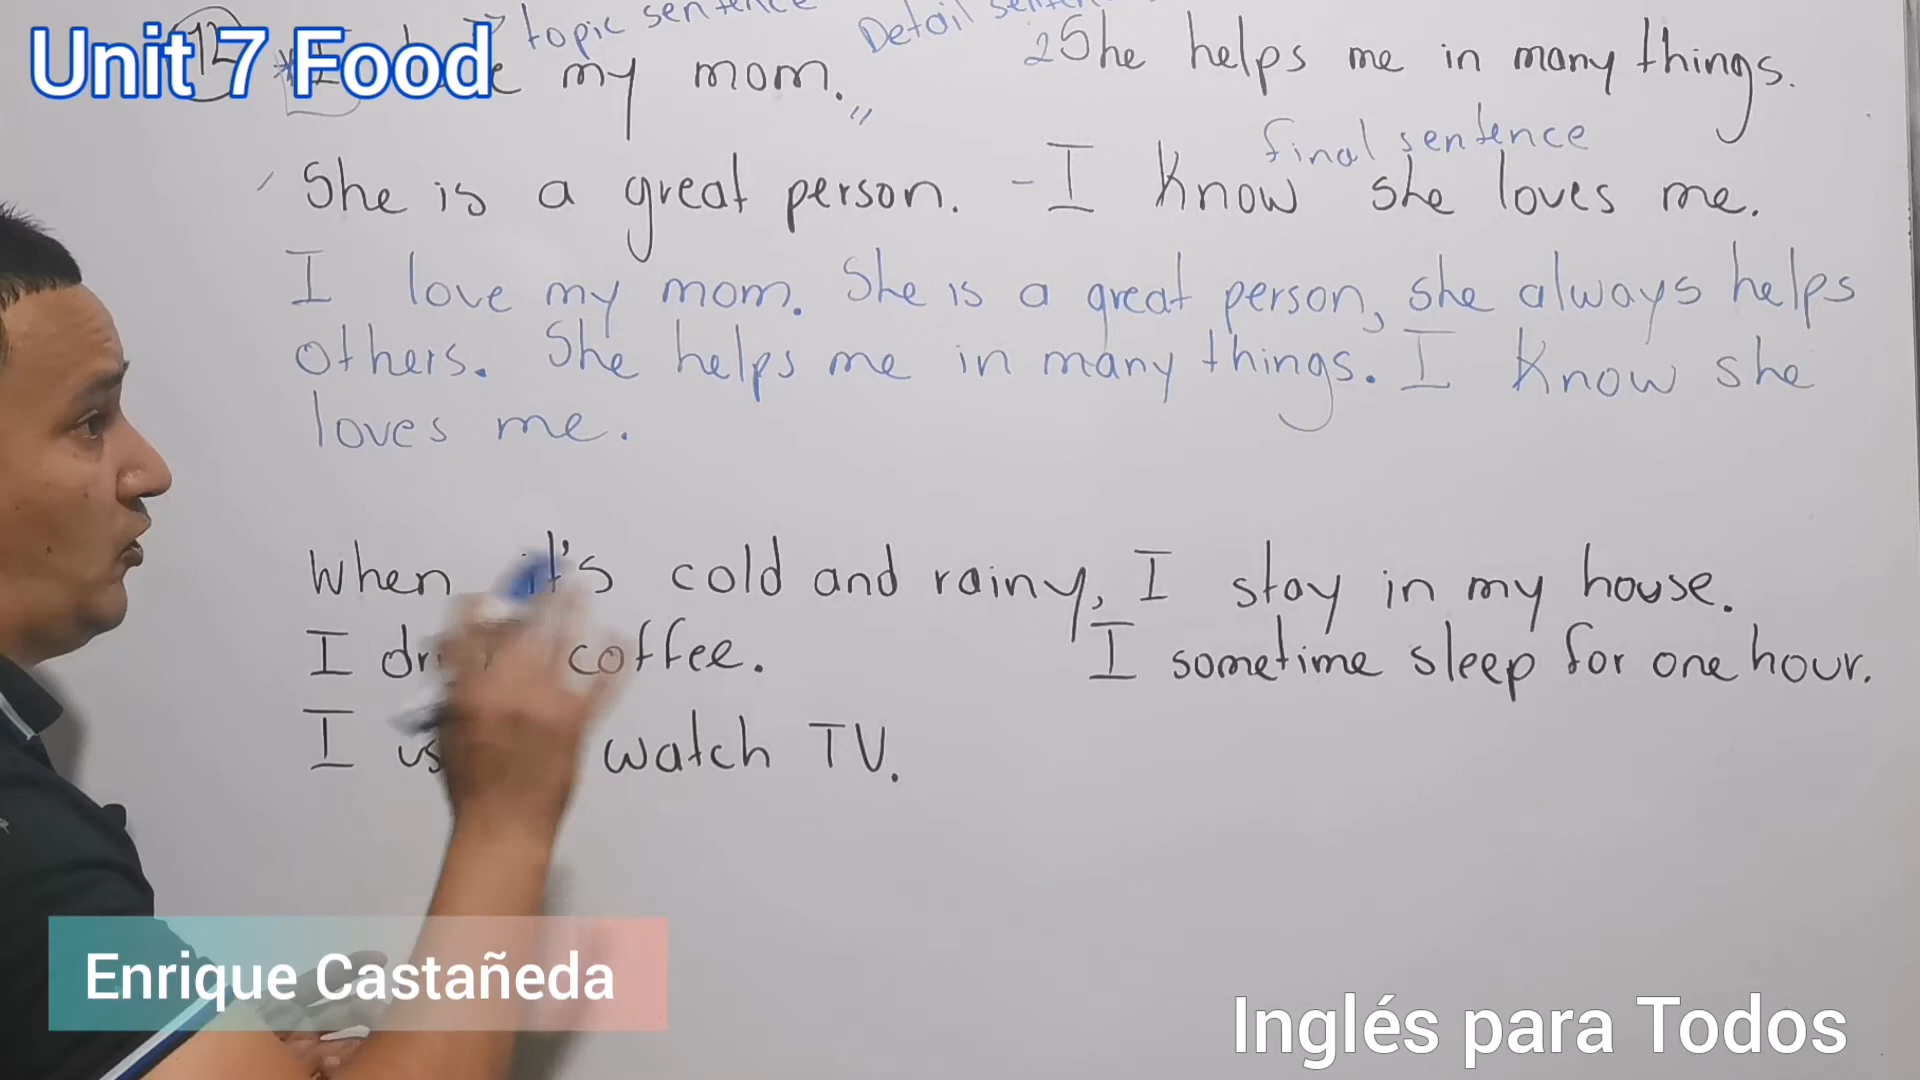 Unit 7 Food
topic sentence
Detail
my mom.
2 She helps me in many things.
final sentence
She is a great person. - I Know she loves me.
I love my mom. She is a great person, she always helps
others. She helps me in many things. I Know she
loves me.
When it's cold and rainy, I stay in my house.
I coffee. I sometime sleep for one hour.
I watch TV.
Enrique Castañeda
Inglés para Todos